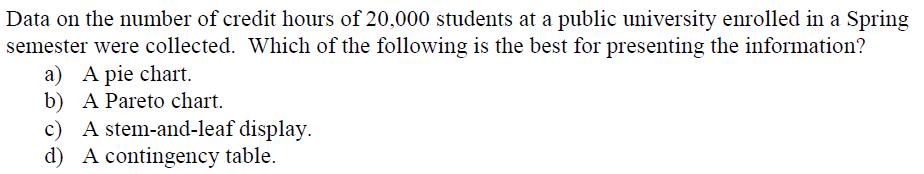 Data on the number of credit hours of 20,000 students at a public university enrolled in a Spring
semester were collected.  Which of the following is the best for presenting the information?
a) A pie chart.
b) A Pareto chart.
c) A stem-and-leaf display.
d) A contingency table.